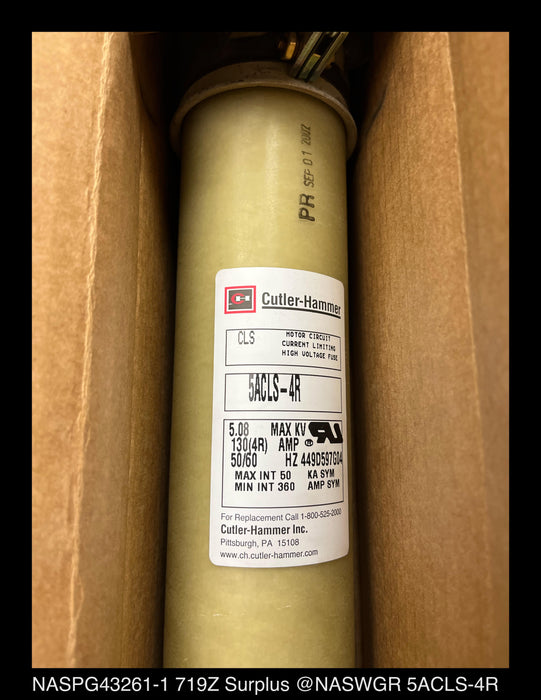 PR SEP 01 2002
CH Cutler-Hammer
CLS
MOTOR CIRCUIT
CURRENT LIMITING
HIGH VOLTAGE FUSE
5ACLS-4R
5.08 MAX KV
130(4R) AMP ®
50/60 HZ 449D597G04
MAX INT 50 KA SYM
MIN INT 360 AMP SYM
For Replacement Call 1-800-525-2000
Cutler-Hammer Inc.
Pittsburgh, PA 15108
www.ch.cutler-hammer.com
NASPG43261-1 719Z Surplus @NASWGR 5ACLS-4R